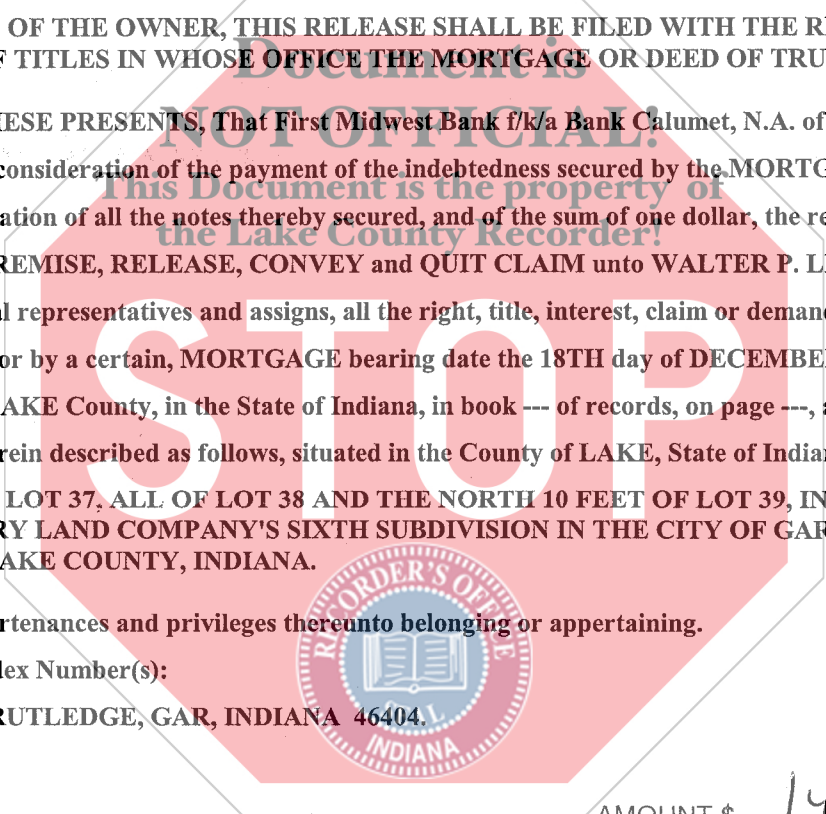 OF THE OWNER, THIS RELEASE SHALL BE FILED WITH THE
Document is
TITLES IN WHOSE OFFICE THE MORTGAGE OR DEED OF
HESE PRESENTS, That First Midwest Bank f/k/a Bank Calumet, N.A. of
NOT OFFICIAL!
consideration of the payment of the indebtedness secured by the MORTG
This Document is the property of
ation of all the notes thereby secured, and of the sum of one dollar, the re
the Lake County Recorder!
REMISE, RELEASE, CONVEY and QUIT CLAIM unto WALTER P.
l representatives and assigns, all the right, title, interest, claim or deman
STOP
or by a certain, MORTGAGE bearing date the 18TH day of DECEMBE
AKE County, in the State of Indiana, in book --- of records, on page ---,
rein described as follows, situated in the County of LAKE, State of India
LOT 37, ALL OF LOT 38 AND THE NORTH 10 FEET OF LOT 39, IN
RY LAND COMPANY'S SIXTH SUBDIVISION IN THE CITY OF GAR
AKE COUNTY, INDIANA.
RECORDER'S OFFICE
rtenances and privileges thereunto belonging or appertaining.
lex Number(s):
SEAL
RUTLEDGE, GAR, INDIANA 46404.
INDIANA
AMOUNT $